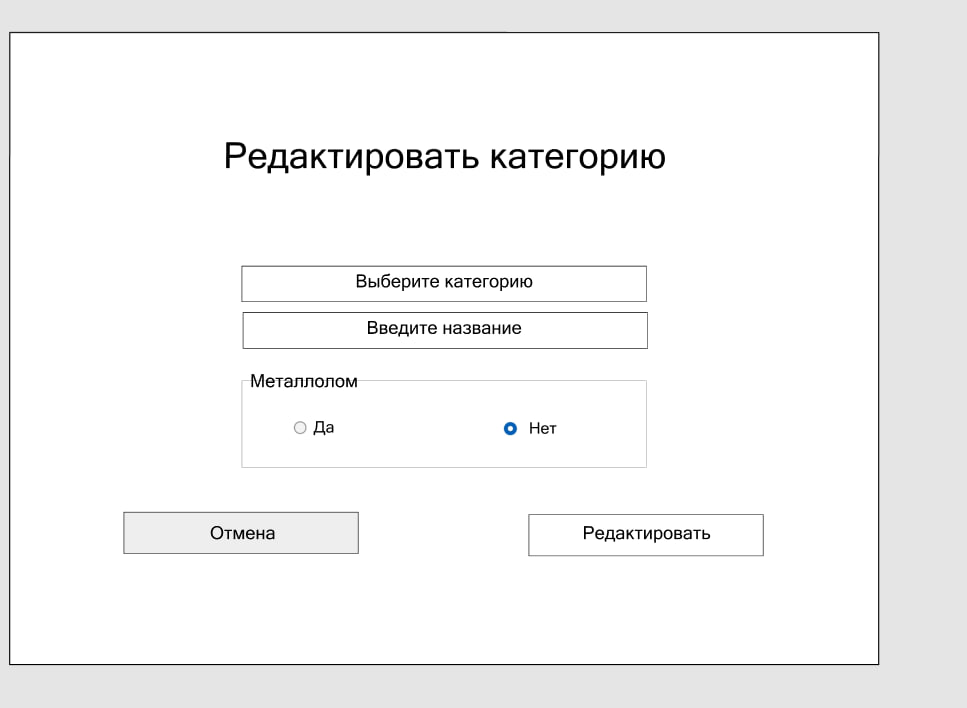 Редактировать категорию
Выберите категорию
Введите название
Металлолом
Да
Нет
Отмена
Редактировать